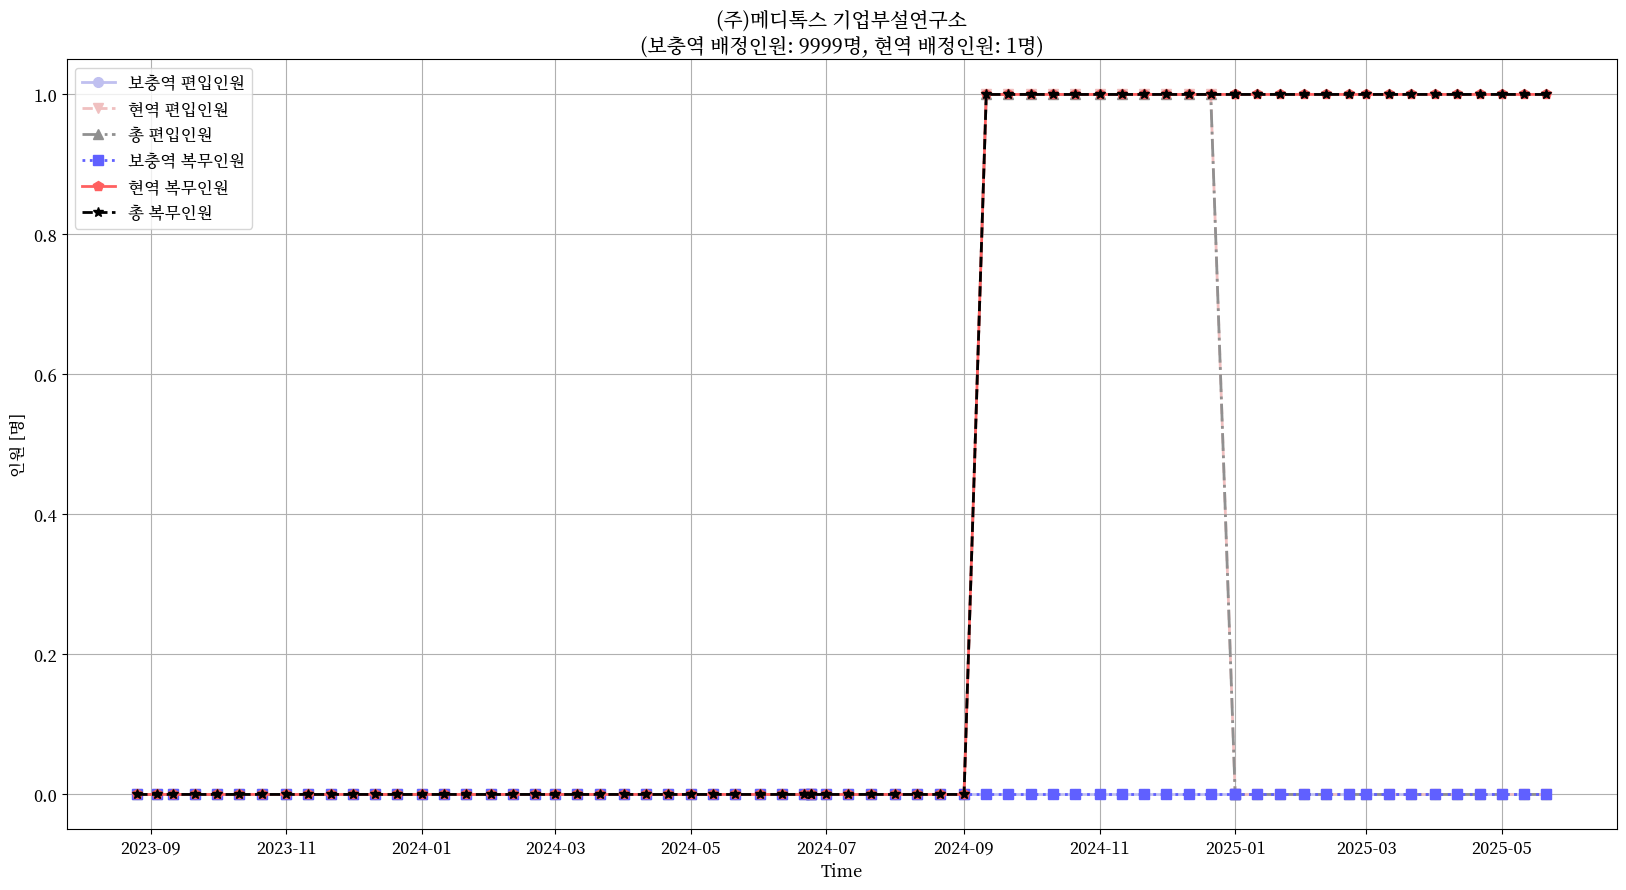 (주)메디톡스 기업부설연구소
(보충역 배정인원: 9999명, 현역 배정인원: 1명)
보충역 편입인원
현역 편입인원
총 편입인원
보충역 복무인원
현역 복무인원
총 복무인원
인원 [명]
1.0
0.8
0.6
0.4
0.2
0.0
2023-09
2023-11
2024-01
2024-03
2024-05
2024-07
2024-09
2024-11
2025-01
2025-03
2025-05
Time